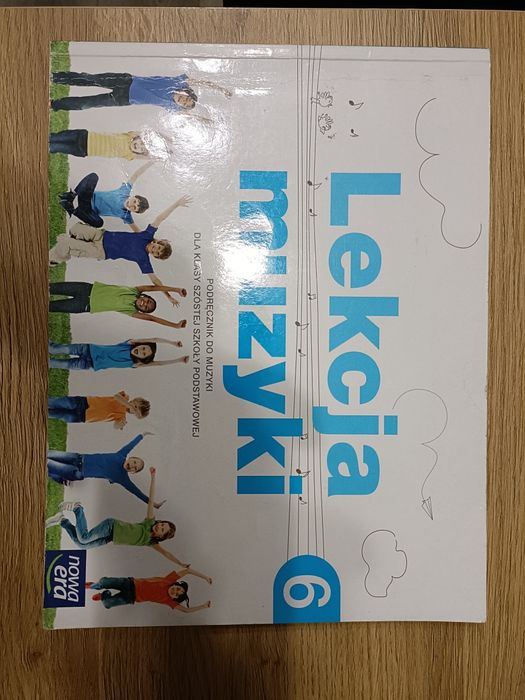 Lekcja
muzyki
6
PODRĘCZNIK DO MUZYKI
DLA KLASY SZÓSTEJ SZKOŁY PODSTAWOWEJ
nowa
era